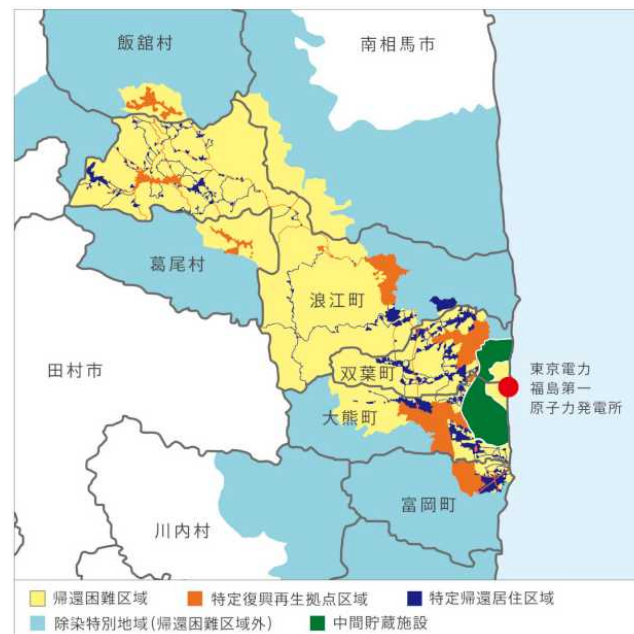 飯舘村
南相馬市
葛尾村
浪江町
田村市
双葉町
東京電力
福島第一
原子力発電所
大熊町
富岡町
川内村
帰還困難区域
特定復興再生拠点区域
特定帰還居住区域
除染特別地域(帰還困難区域外)
中間貯蔵施設